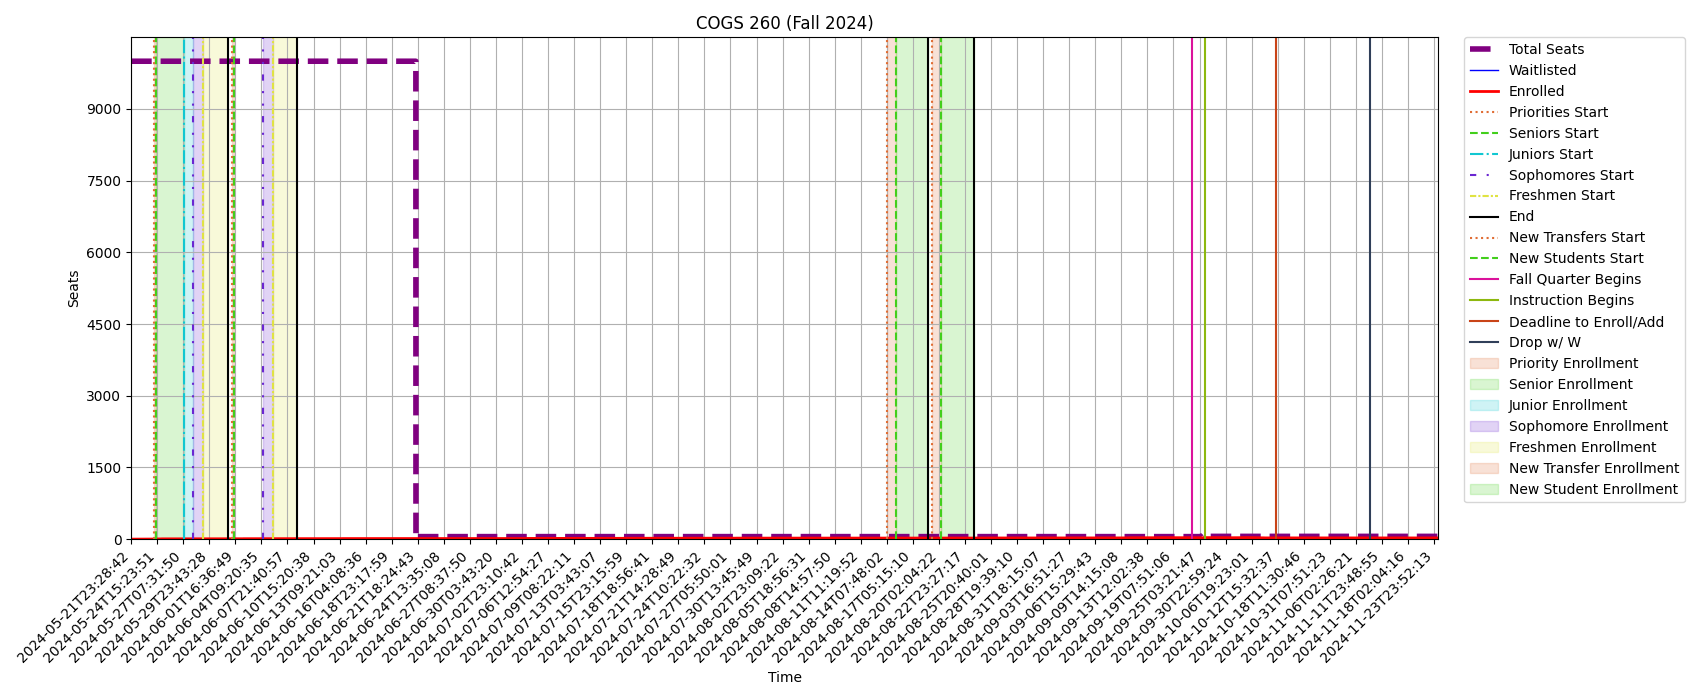 COGS 260 (Fall 2024)
Seats
9000
7500
6000
4500
3000
1500
0
2024-05-21T23:28:42
2024-05-24T15:23:51
2024-05-27T07:31:50
2024-05-29T23:43:28
2024-06-01T16:36:49
2024-06-04T09:20:35
2024-06-07T21:40:57
2024-06-10T15:20:38
2024-06-13T09:21:03
2024-06-16T04:08:36
2024-06-18T23:17:59
2024-06-21T18:24:43
2024-06-24T13:35:09
2024-06-27T08:37:50
2024-06-30T03:43:20
2024-07-02T23:10:42
2024-07-06T12:54:27
2024-07-09T08:22:11
2024-07-13T03:43:07
2024-07-15T23:15:59
2024-07-18T18:56:41
2024-07-21T14:28:49
2024-07-24T10:22:32
2024-07-27T05:50:01
2024-07-30T13:45:49
2024-08-02T23:09:22
2024-08-05T18:56:31
2024-08-08T14:57:50
2024-08-11T11:19:52
2024-08-14T07:48:02
2024-08-17T05:15:10
2024-08-20T02:04:22
2024-08-22T23:27:17
2024-08-25T20:40:01
2024-08-28T19:39:10
2024-08-31T18:15:07
2024-09-03T16:51:27
2024-09-06T15:29:43
2024-09-09T14:15:08
2024-09-13T12:02:38
2024-09-19T07:51:06
2024-09-25T03:21:47
2024-09-30T22:59:24
2024-10-06T19:23:01
2024-10-12T15:32:37
2024-10-18T11:30:46
2024-10-31T07:51:23
2024-11-06T02:26:21
2024-11-11T23:48:55
2024-11-18T02:04:16
2024-11-23T23:52:13
Time
Total Seats
Waitlisted
Enrolled
Priorities Start
Seniors Start
Juniors Start
Sophomores Start
Freshmen Start
End
New Transfers Start
New Students Start
Fall Quarter Begins
Instruction Begins
Deadline to Enroll/Add
Drop w/ W
Priority Enrollment
Senior Enrollment
Junior Enrollment
Sophomore Enrollment
Freshmen Enrollment
New Transfer Enrollment
New Student Enrollment